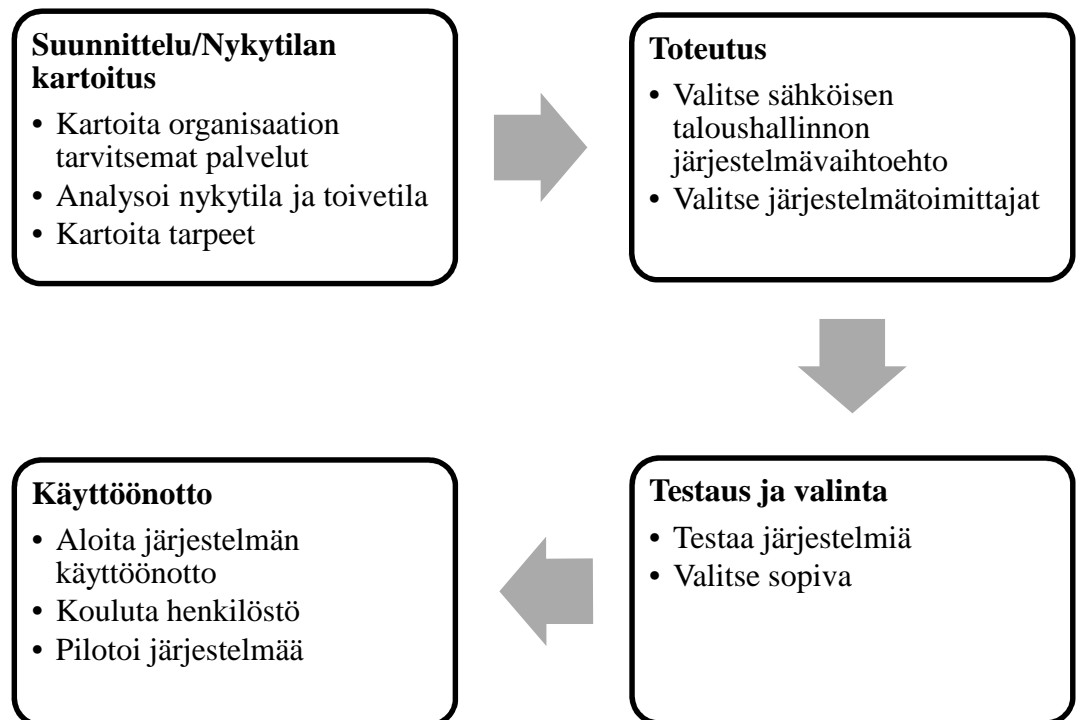 Suunnittelu/Nykytilan
kartoitus
• Kartoita organisaation
tarvitsemat palvelut
• Analysoi nykytila ja toivetila
• Kartoita tarpeet
Toteutus
• Valitse sähköisen
taloushallinnon
järjestelmävaihtoehto
• Valitse järjestelmätoimittajat
Testaus ja valinta
• Testaa järjestelmiä
• Valitse sopiva
Käyttöönotto
• Aloita järjestelmän
käyttöönotto
• Kouluta henkilöstö
• Pilotoi järjestelmää